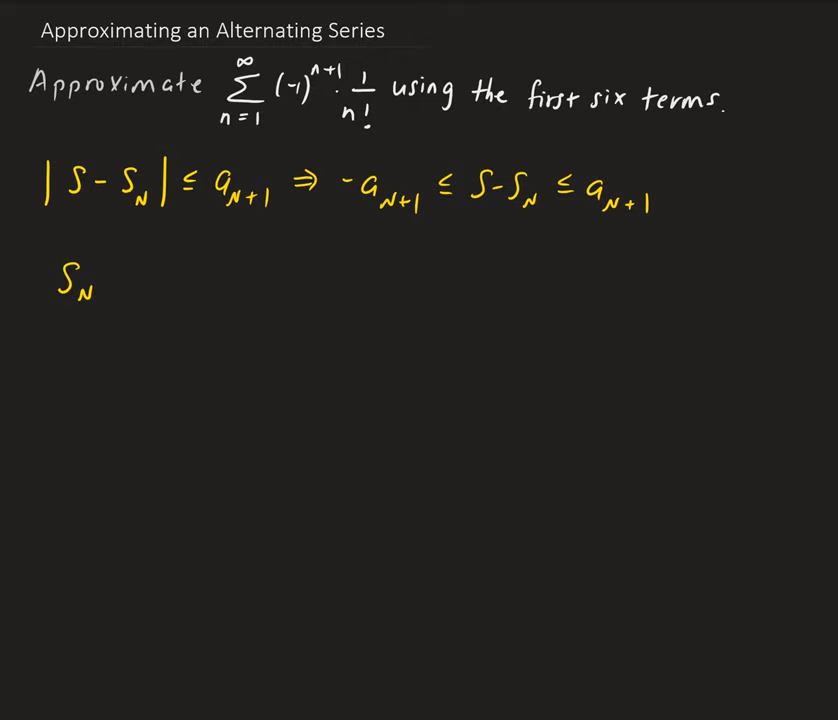 Approximating an Alternating Series
Approximate ∑_{n=1}^{∞} (-1)^{n+1} · 1/n! using the first six terms.
|S - S_N| ≤ a_{N+1} ⇒ -a_{N+1} ≤ S - S_N ≤ a_{N+1}
S_N